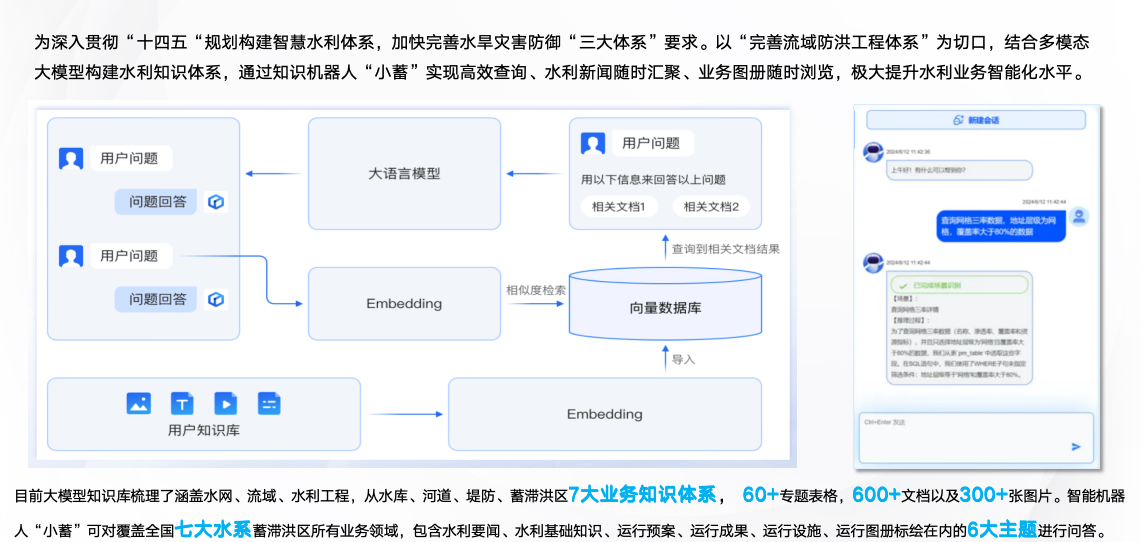 为深入贯彻“十四五“规划构建智慧水利体系，加快完善水旱灾害防御“三大体系”要求。以“完善流域防洪工程体系”为切口，结合多模态
大模型构建水利知识体系，通过知识机器人“小蓄”实现高效查询、水利新闻随时汇聚、业务图册随时浏览，极大提升水利业务智能化水平。
用户问题
问题回答
用户问题
问题回答
大语言模型
用户问题
用以下信息来回答以上问题
相关文档1
相关文档2
查询到相关文档结果
Embedding
相似度检索
向量数据库
导入
用户知识库
Embedding
新建会话
2024/6/12 11:42:36
上午好！有什么可以帮到你?
2024/6/12 11:42:44
查询网格三率数据，地址层级为网
格，覆盖率大于80%的数据
2024/6/12 11:42:44
已完成场景识别
【场景】:
查询网格三率详情
【推理过程】:
为了查询网格三率数据（名称、渗透率、覆盖率和资
源指标），并且只选择地址层级为'网格'且覆盖率大
于80%的数据，我们从表 pm_table 中选取这些字
段。在SQL语句中，我们使用了WHERE子句来指定
筛选条件：地址层级等于'网格'和覆盖率大于80%。
Ctrl+Enter 发送
目前大模型知识库梳理了涵盖水网、流域、水利工程，从水库、河道、堤防、蓄滞洪区7大业务知识体系， 60+专题表格，600+文档以及300+张图片。智能机器
人“小蓄”可对覆盖全国七大水系蓄滞洪区所有业务领域，包含水利要闻、水利基础知识、运行预案、运行成果、运行设施、运行图册标绘在内的6大主题进行问答。